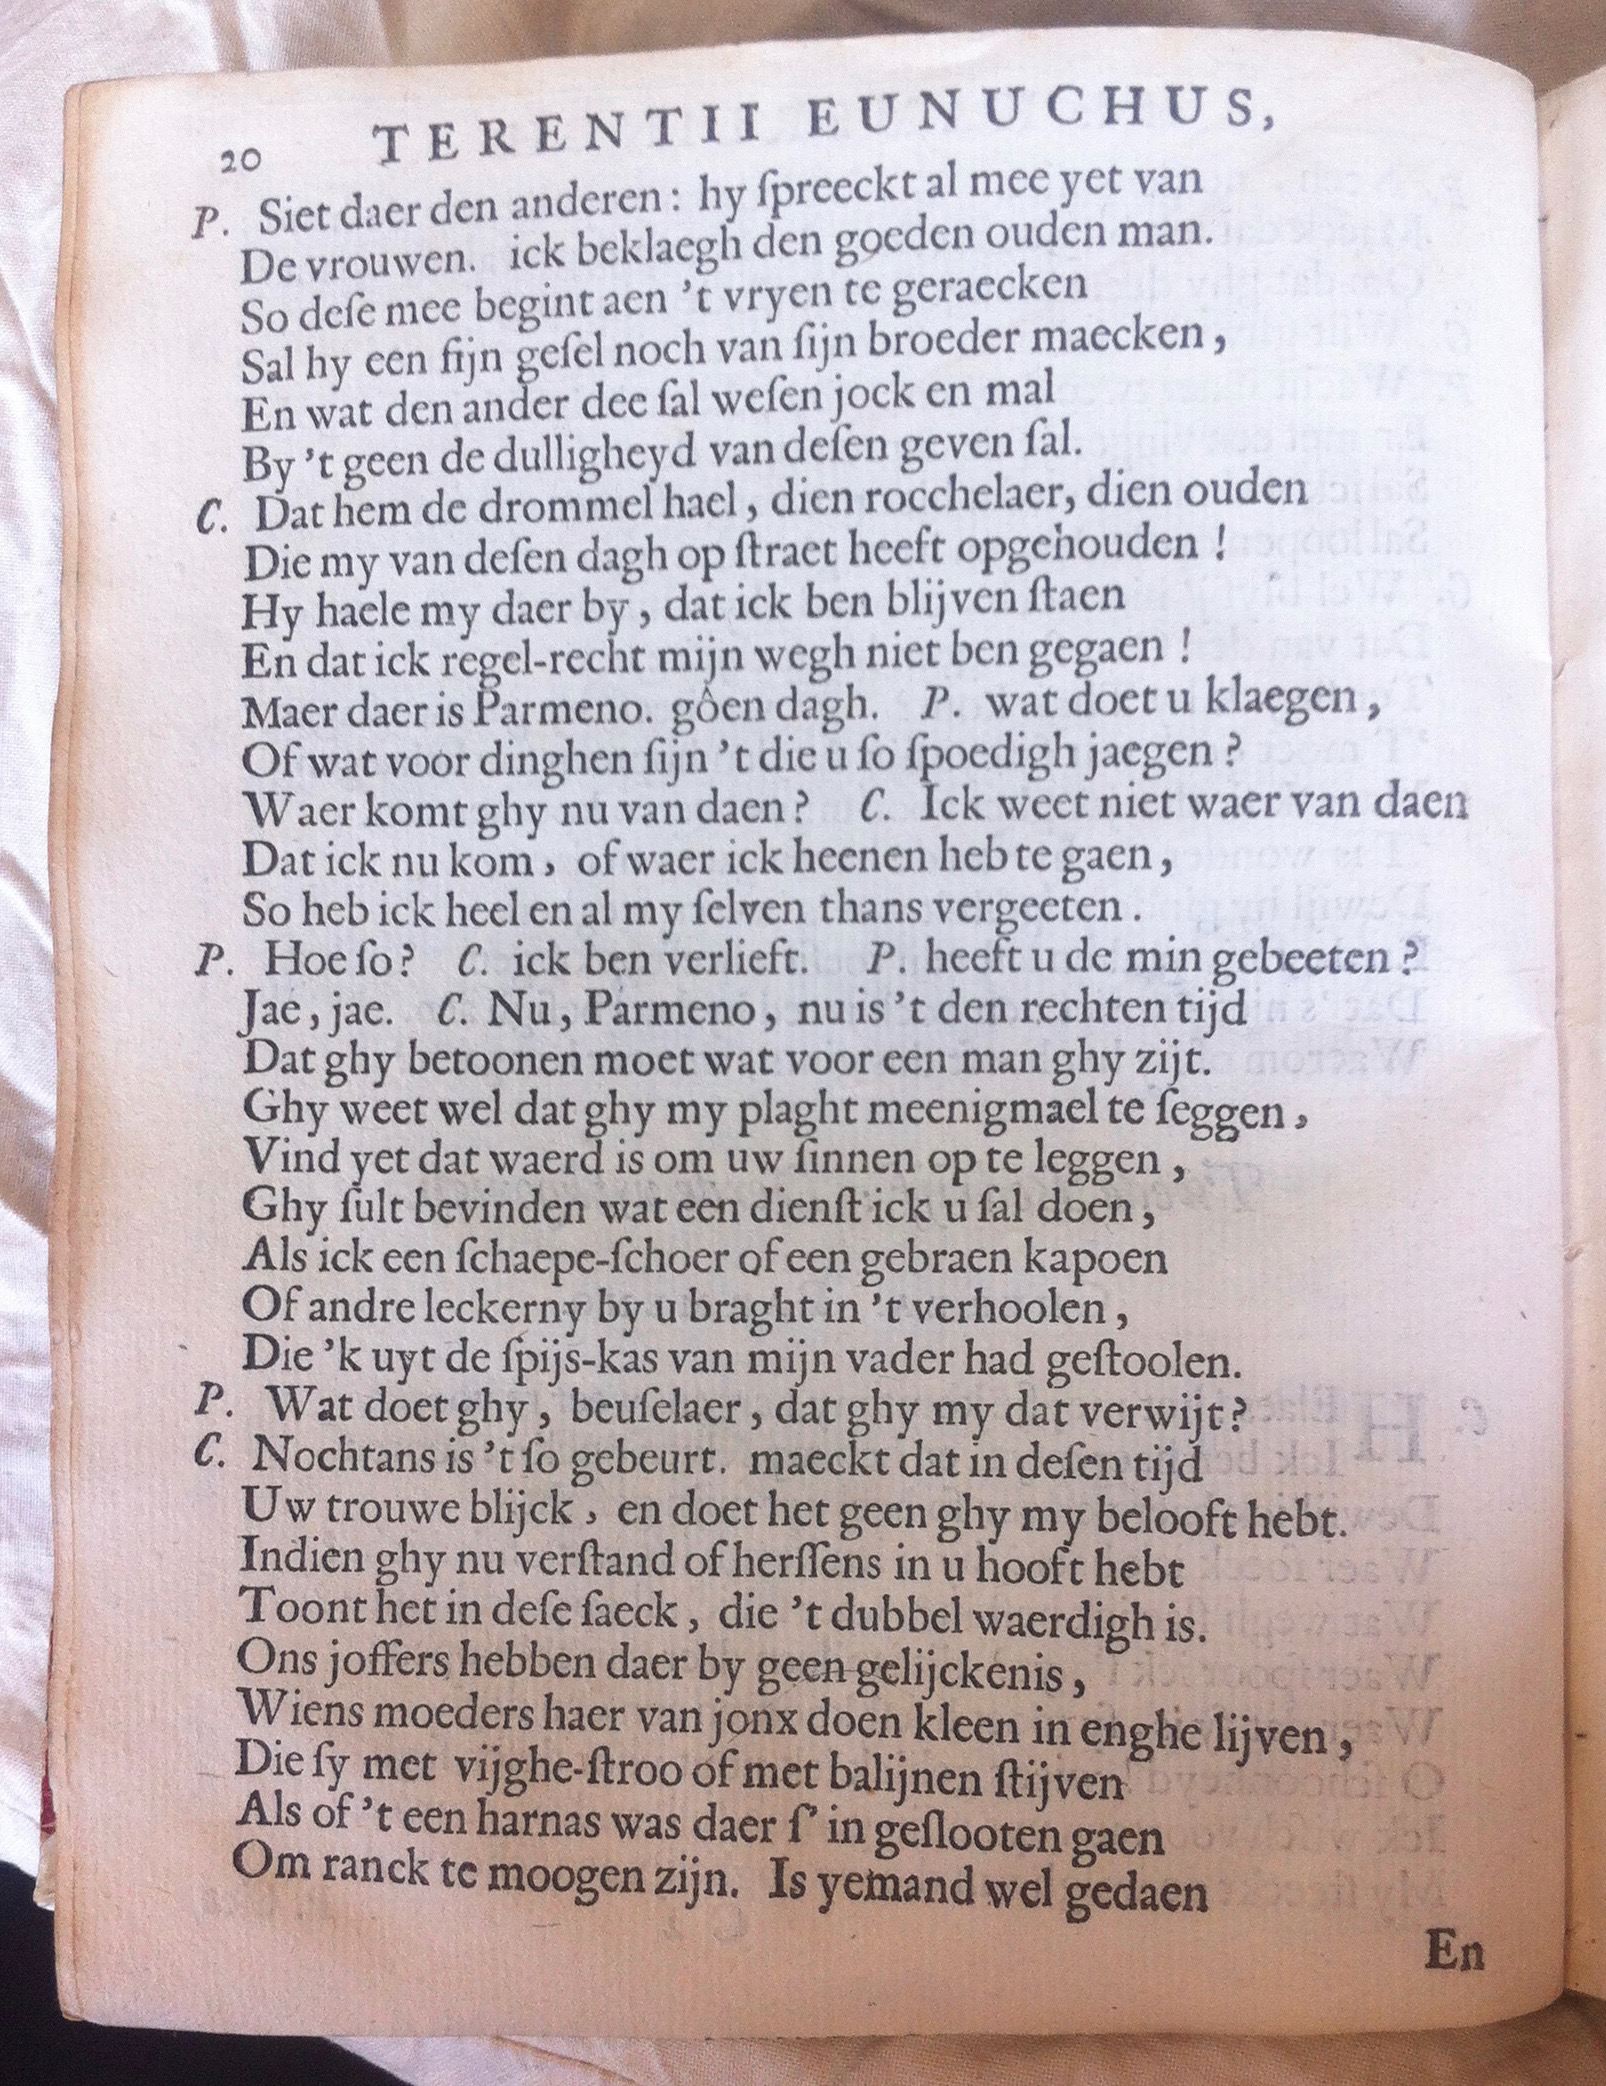 20 TERENTII EUNUCHUS,
P. Siet daer den anderen: hy ſpreeckt al mee yet van
De vrouwen. ick beklaegh den goeden ouden man.
So deſe mee begint aen 't vryen te geraecken
Sal hy een fijn geſel noch van ſijn broeder maecken,
En wat den ander dee ſal weſen jock en mal
By 't geen de dulligheyd van deſen geven ſal.
C. Dat hem de drommel hael, dien rocchelaer, dien ouden
Die my van deſen dagh op ſtraet heeft opgehouden!
Hy haele my daer by, dat ick ben blijven ſtaen
En dat ick regel-recht mijn wegh niet ben gegaen!
Maer daer is Parmeno. gôen dagh. P. wat doet u klaegen,
Of wat voor dinghen ſijn 't die u ſo ſpoedigh jaegen?
Waer komt ghy nu van daen? C. Ick weet niet waer van daen
Dat ick nu kom, of waer ick heenen heb te gaen,
So heb ick heel en al my ſelven thans vergeeten.
P. Hoe ſo? C. ick ben verlieft. P. heeft u de min gebeeten?
Jae, jae. C. Nu, Parmeno, nu is 't den rechten tijd
Dat ghy betoonen moet wat voor een man ghy zijt.
Ghy weet wel dat ghy my plaght meenigmael te ſeggen,
Vind yet dat waerd is om uw ſinnen op te leggen,
Ghy ſult bevinden wat een dienſt ick u ſal doen,
Als ick een ſchaepe-ſchoer of een gebraen kapoen
Of andre leckerny by u braght in 't verhoolen,
Die 'k uyt de ſpijs-kas van mijn vader had geſtoolen.
P. Wat doet ghy, beuſelaer, dat ghy my dat verwijt?
C. Nochtans is 't ſo gebeurt. maeckt dat in deſen tijd
Uw trouwe blijck, en doet het geen ghy my belooft hebt.
Indien ghy nu verſtand of herſſens in u hooft hebt
Toont het in deſe ſaeck, die 't dubbel waerdigh is.
Ons joffers hebben daer by geen gelijckenis,
Wiens moeders haer van jonx doen kleen in enghe lijven,
Die ſy met vijghe-ſtroo of met balijnen ſtijven
Als of 't een harnas was daer ſ' in geſlooten gaen
Om ranck te moogen zijn. Is yemand wel gedaen
En